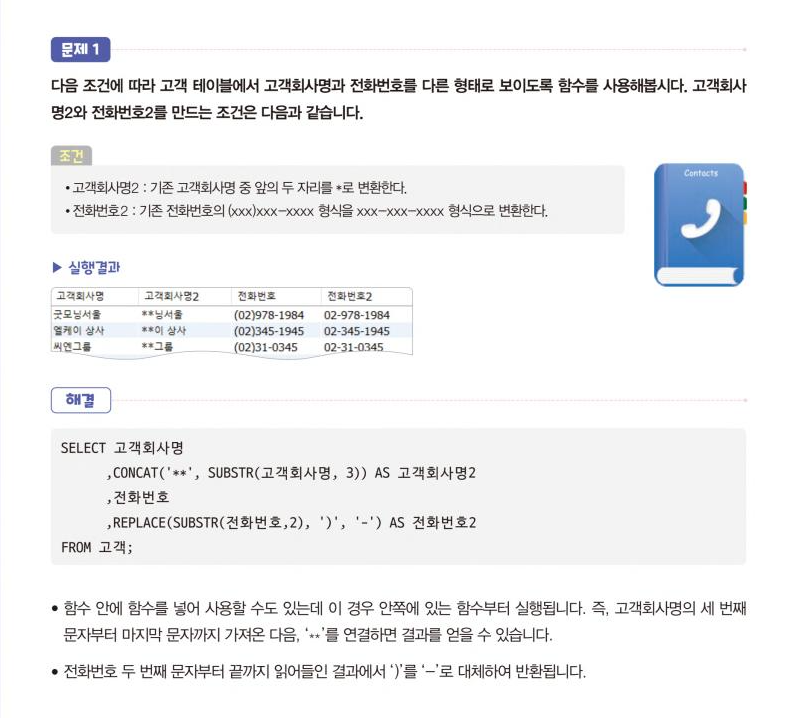 문제 1
다음 조건에 따라 고객 테이블에서 고객회사명과 전화번호를 다른 형태로 보이도록 함수를 사용해봅시다. 고객회사
명2와 전화번호2를 만드는 조건은 다음과 같습니다.
조건
• 고객회사명2 : 기존 고객회사명 중 앞의 두 자리를 *로 변환한다.
• 전화번호2 : 기존 전화번호의 (xxx)xxx-xxxx 형식을 xxx-xxx-xxxx 형식으로 변환한다.
Contacts
▶ 실행결과
고객회사명 고객회사명2 전화번호 전화번호2
굿모닝서울 **닝서울 (02)978-1984 02-978-1984
엘케이 상사 **이 상사 (02)345-1945 02-345-1945
씨엔그룹 **그룹 (02)31-0345 02-31-0345
해결
SELECT 고객회사명
,CONCAT('**', SUBSTR(고객회사명, 3)) AS 고객회사명2
,전화번호
,REPLACE(SUBSTR(전화번호,2), ')', '-') AS 전화번호2
FROM 고객;
• 함수 안에 함수를 넣어 사용할 수도 있는데 이 경우 안쪽에 있는 함수부터 실행됩니다. 즉, 고객회사명의 세 번째
문자부터 마지막 문자까지 가져온 다음, ‘**’를 연결하면 결과를 얻을 수 있습니다.
• 전화번호 두 번째 문자부터 끝까지 읽어들인 결과에서 ‘)’를 ‘–’로 대체하여 반환됩니다.